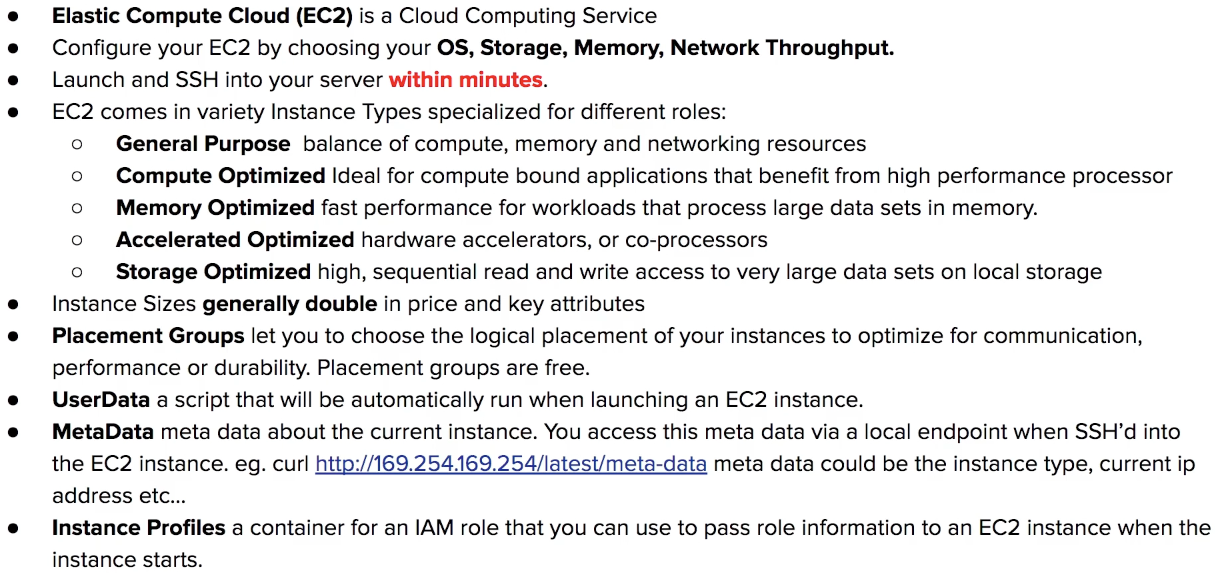 ● Elastic Compute Cloud (EC2) is a Cloud Computing Service
● Configure your EC2 by choosing your OS, Storage, Memory, Network Throughput.
● Launch and SSH into your server within minutes.
● EC2 comes in variety Instance Types specialized for different roles:
○ General Purpose  balance of compute, memory and networking resources
○ Compute Optimized Ideal for compute bound applications that benefit from high performance processor
○ Memory Optimized fast performance for workloads that process large data sets in memory.
○ Accelerated Optimized hardware accelerators, or co-processors
○ Storage Optimized high, sequential read and write access to very large data sets on local storage
● Instance Sizes generally double in price and key attributes
● Placement Groups let you to choose the logical placement of your instances to optimize for communication,
performance or durability. Placement groups are free.
● UserData a script that will be automatically run when launching an EC2 instance.
● MetaData meta data about the current instance. You access this meta data via a local endpoint when SSH'd into
the EC2 instance. eg. curl http://169.254.169.254/latest/meta-data meta data could be the instance type, current ip
address etc...
● Instance Profiles a container for an IAM role that you can use to pass role information to an EC2 instance when the
instance starts.